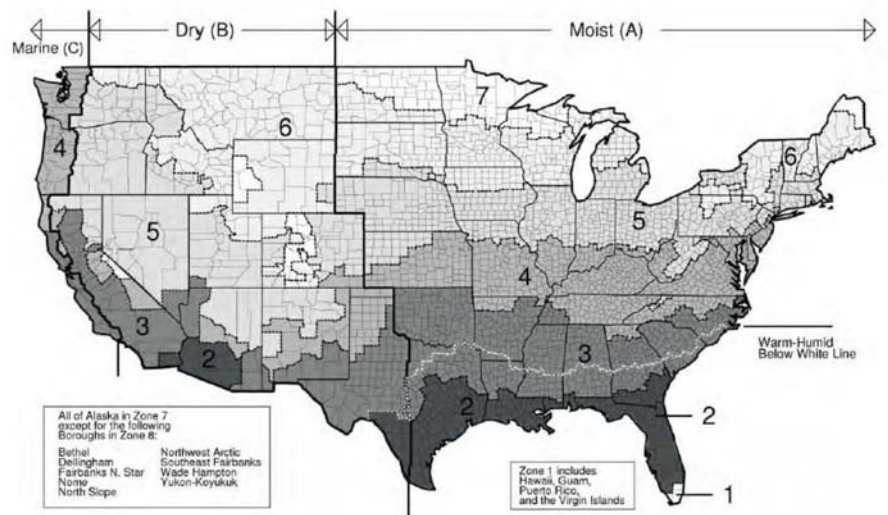 Marine (C)
Dry (B)
Moist (A)
7
6
4
6
5
5
4
3
3
2
2
Warm-Humid
Below White Line
2
1
All of Alaska in Zone 7
except for the following
Boroughs in Zone 8:
Bethel
Dellingham
Fairbanks N. Star
Nome
North Slope
Northwest Arctic
Southeast Fairbanks
Wade Hampton
Yukon-Koyukuk
Zone 1 includes
Hawaii, Guam,
Puerto Rico,
and the Virgin Islands